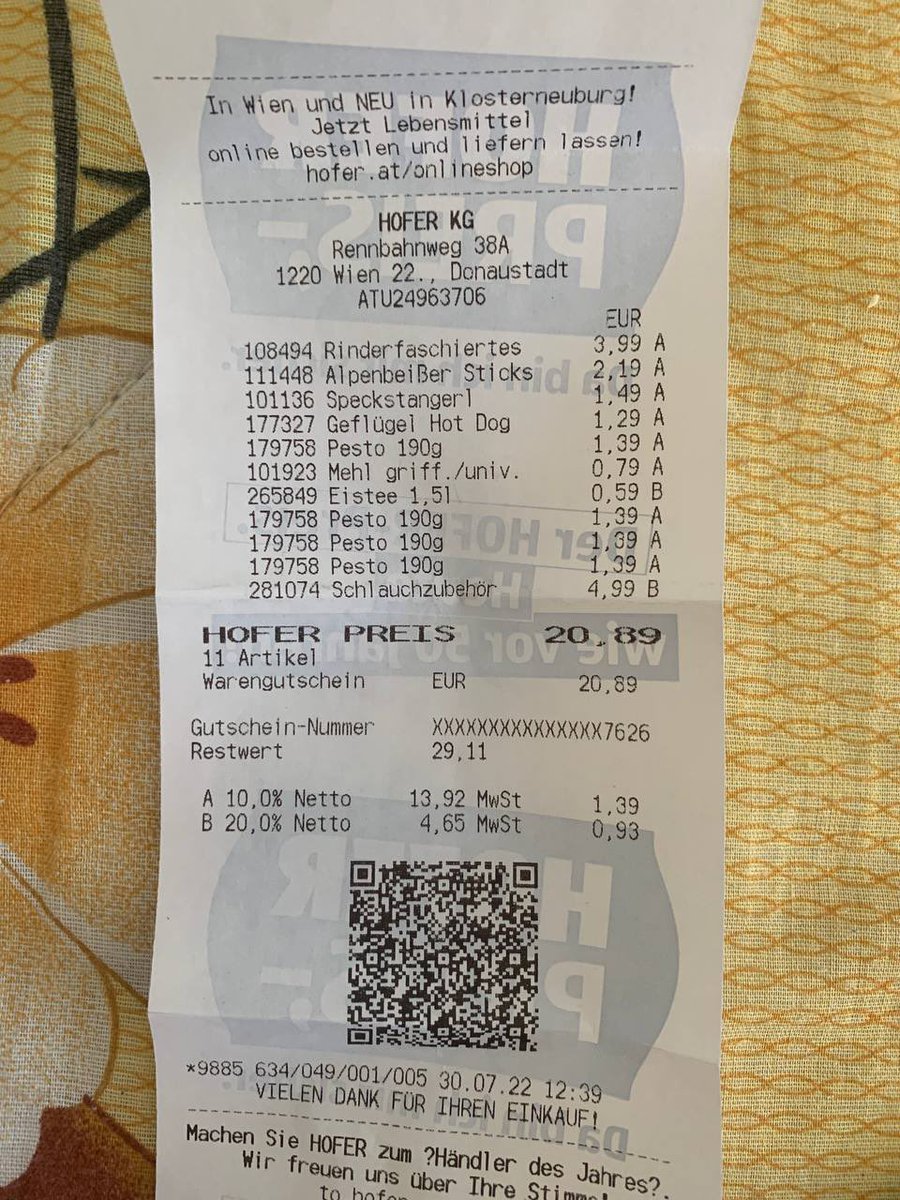 In Wien und NEU in Klosterneuburg!
Jetzt Lebensmittel
online bestellen und liefern lassen!
hofer.at/onlineshop
HOFER KG
Rennbahnweg 38A
1220 Wien 22., Donaustadt
ATU24963706
EUR
108494 Rinderfaschiertes 3,99 A
111448 Alpenbeißer Sticks 2,19 A
101136 Speckstangerl 1,49 A
177327 Geflügel Hot Dog 1,29 A
179758 Pesto 190g 1,39 A
101923 Mehl griff./univ. 0,79 A
265849 Eistee 1,5l 0,59 B
179758 Pesto 190g 1,39 A
179758 Pesto 190g 1,39 A
179758 Pesto 190g 1,39 A
281074 Schlauchzubehör 4,99 B
HOFER PREIS 20,89
11 Artikel
Warengutschein EUR 20,89
Gutschein-Nummer XXXXXXXXXXXXXXX7626
Restwert 29,11
A 10,0% Netto 13,92 MwSt 1,39
B 20,0% Netto 4,65 MwSt 0,93
*9885 634/049/001/005 30.07.22 12:39
VIELEN DANK FÜR IHREN EINKAUF!
Machen Sie HOFER zum ?Händler des Jahres?.
Wir freuen uns über Ihre Stimme!